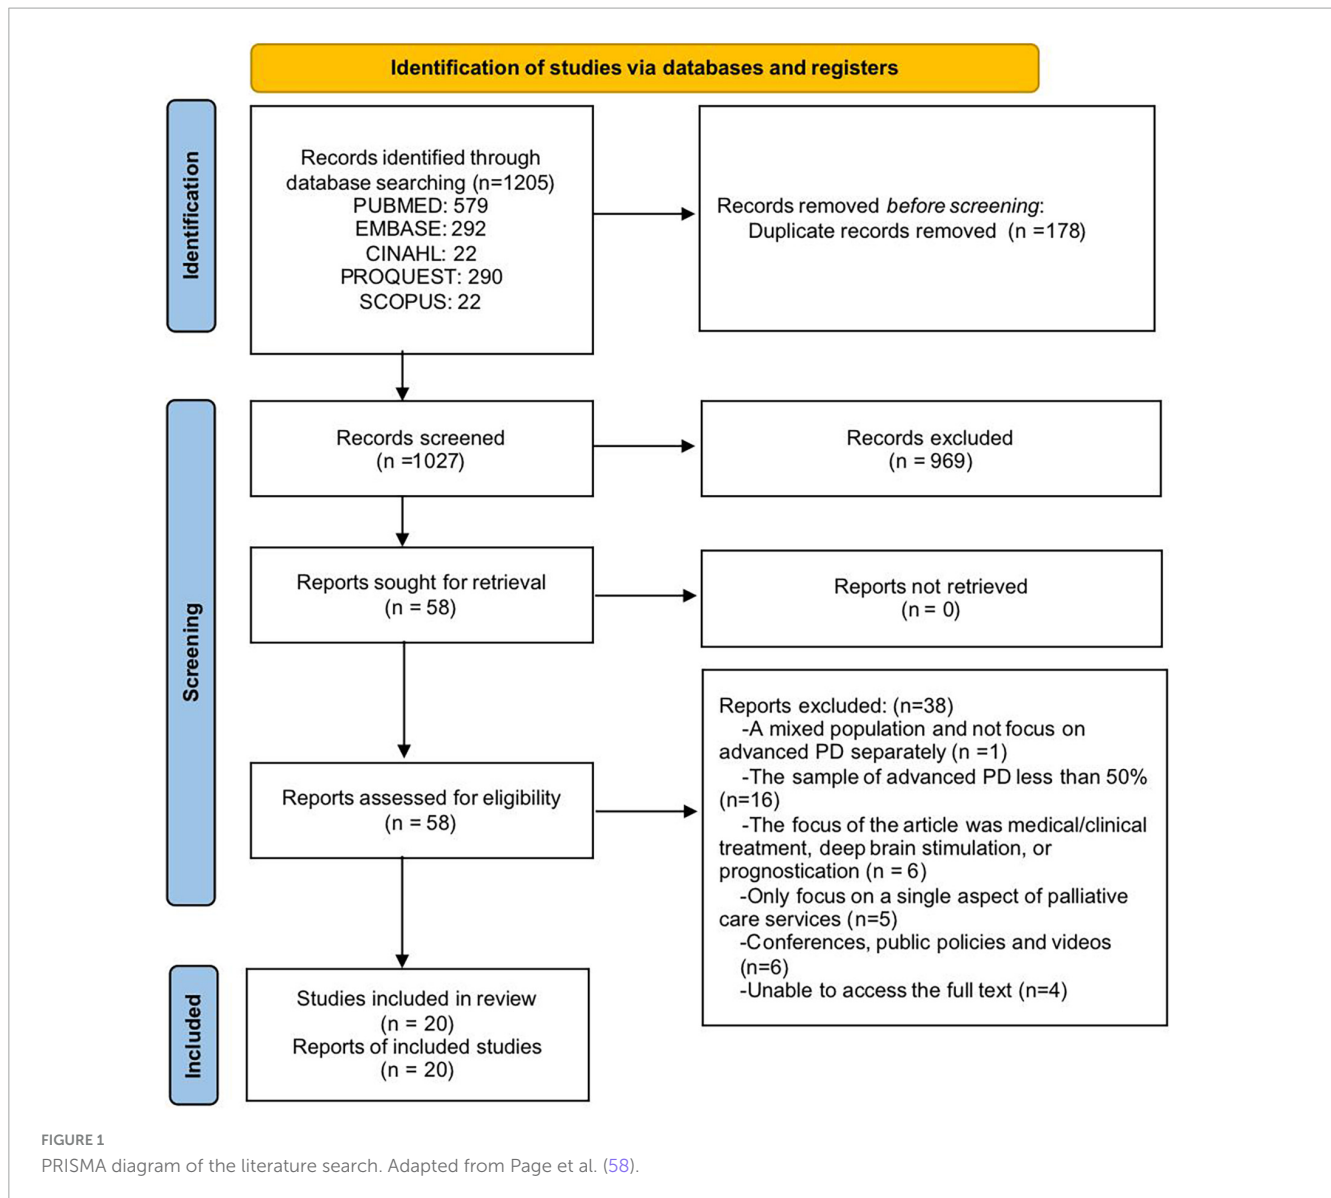 Identification of studies via databases and registers
Identification
Records identified through
database searching (n=1205)
PUBMED: 579
EMBASE: 292
CINAHL: 22
PROQUEST: 290
SCOPUS: 22
Records removed before screening:
Duplicate records removed (n =178)
Screening
Records screened
(n =1027)
Records excluded
(n = 969)
Reports sought for retrieval
(n = 58)
Reports not retrieved
(n = 0)
Reports assessed for eligibility
(n = 58)
Reports excluded: (n=38)
-A mixed population and not focus on
advanced PD separately (n =1)
-The sample of advanced PD less than 50%
(n=16)
-The focus of the article was medical/clinical
treatment, deep brain stimulation, or
prognostication (n = 6)
-Only focus on a single aspect of palliative
care services (n=5)
-Conferences, public policies and videos
(n=6)
-Unable to access the full text (n=4)
Included
Studies included in review
(n = 20)
Reports of included studies
(n = 20)
FIGURE 1
PRISMA diagram of the literature search. Adapted from Page et al. (58).